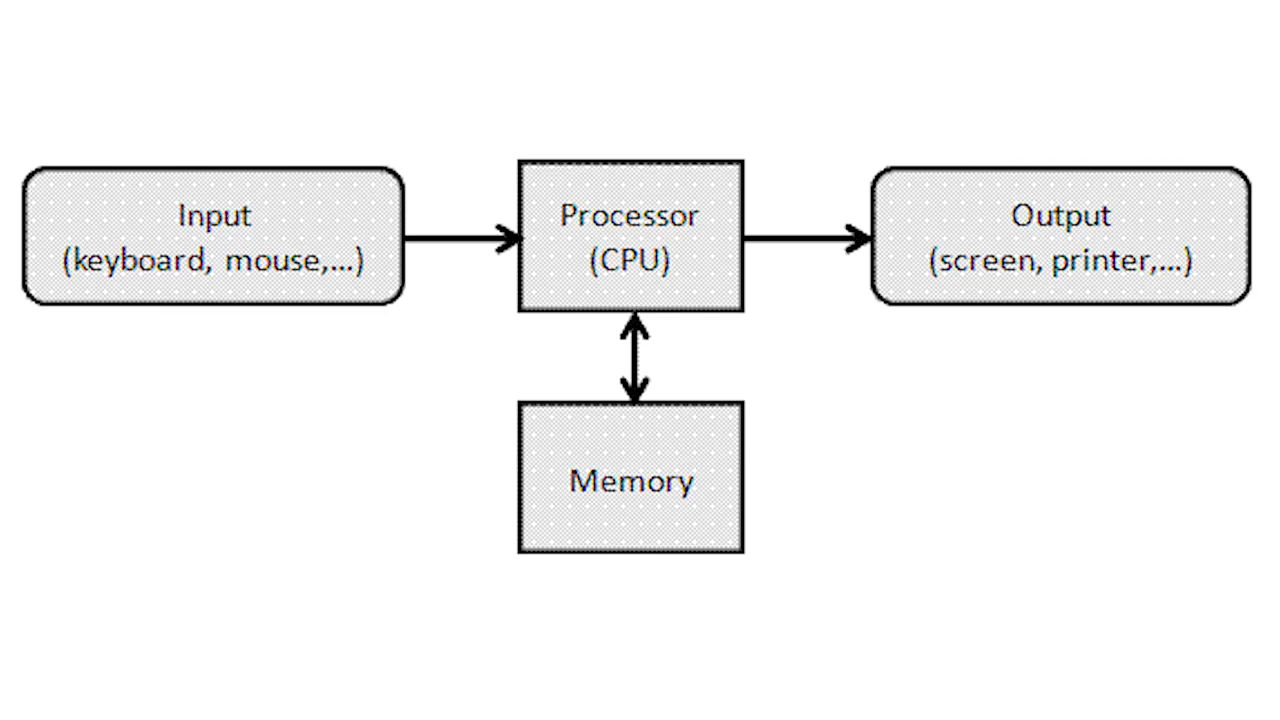 Input
(keyboard, mouse,...)
Processor
(CPU)
Output
(screen, printer,...)
Memory